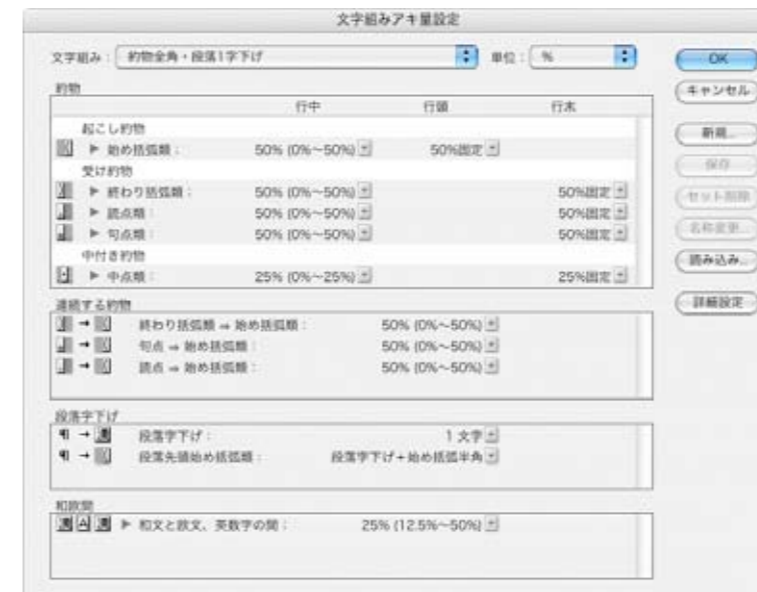 文字組みアキ量設定
文字組み： 約物全角・段落1字下げ 単位： %
OK
キャンセル
新規...
保存
セット削除
名称変更...
読み込み...
詳細設定
約物
行中 行頭 行末
起こし約物
始め括弧類： 50% (0%～50%) 50%固定
受け約物
終わり括弧類： 50% (0%～50%) 50%固定
読点類： 50% (0%～50%) 50%固定
句点類： 50% (0%～50%) 50%固定
中付き約物
中点類： 25% (0%～25%) 25%固定
連続する約物
終わり括弧類 ⇒ 始め括弧類： 50% (0%～50%)
句点 ⇒ 始め括弧類： 50% (0%～50%)
読点 ⇒ 始め括弧類： 50% (0%～50%)
段落字下げ
段落字下げ： 1 文字
段落先頭始め括弧類： 段落字下げ+始め括弧半角
和欧間
和文と欧文、英数字の間： 25% (12.5%～50%)